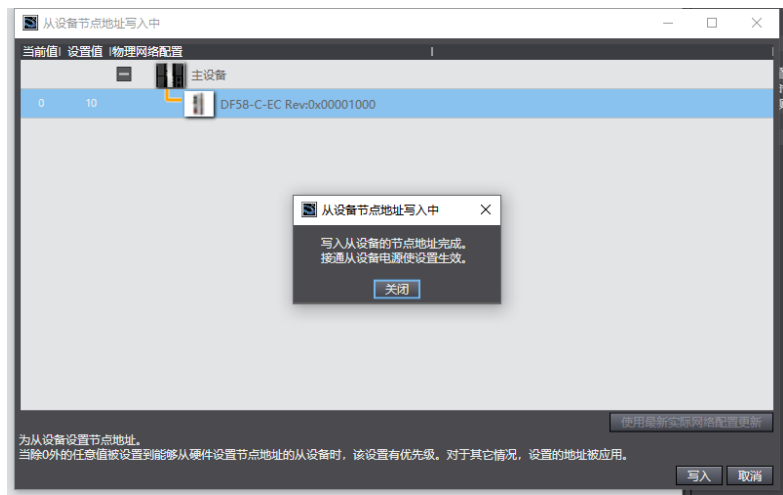 从设备节点地址写入中
当前值 设置值 物理网络配置
主设备
0 10 DF58-C-EC Rev:0x00001000
从设备节点地址写入中
写入从设备的节点地址完成。
接通从设备电源使设置生效。
关闭
使用最新实际网络配置更新
为从设备设置节点地址。
当除0外的任意值被设置到能够从硬件设置节点地址的从设备时，该设置有优先级。对于其它情况，设置的地址被应用。
写入 取消